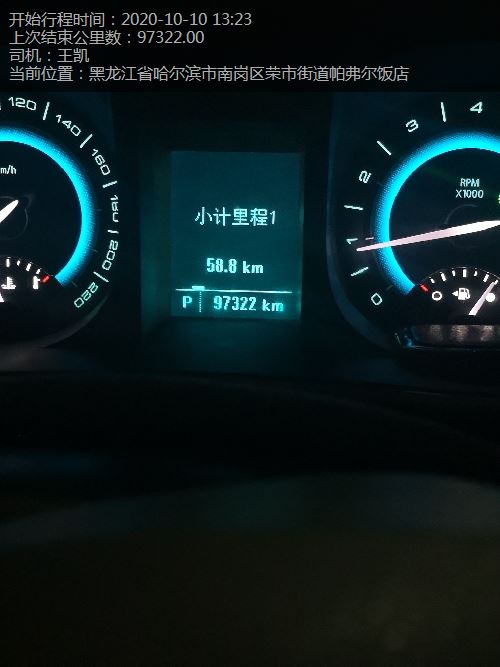 开始行程时间：2020-10-10 13:23
上次结束公里数：97322.00
司机：王凯
当前位置：黑龙江省哈尔滨市南岗区荣市街道帕弗尔饭店
120
140
160
180
200
220
m/h
小计里程1
58.8 km
P 97322 km
4
3
2
1
0
RPM
X1000
0